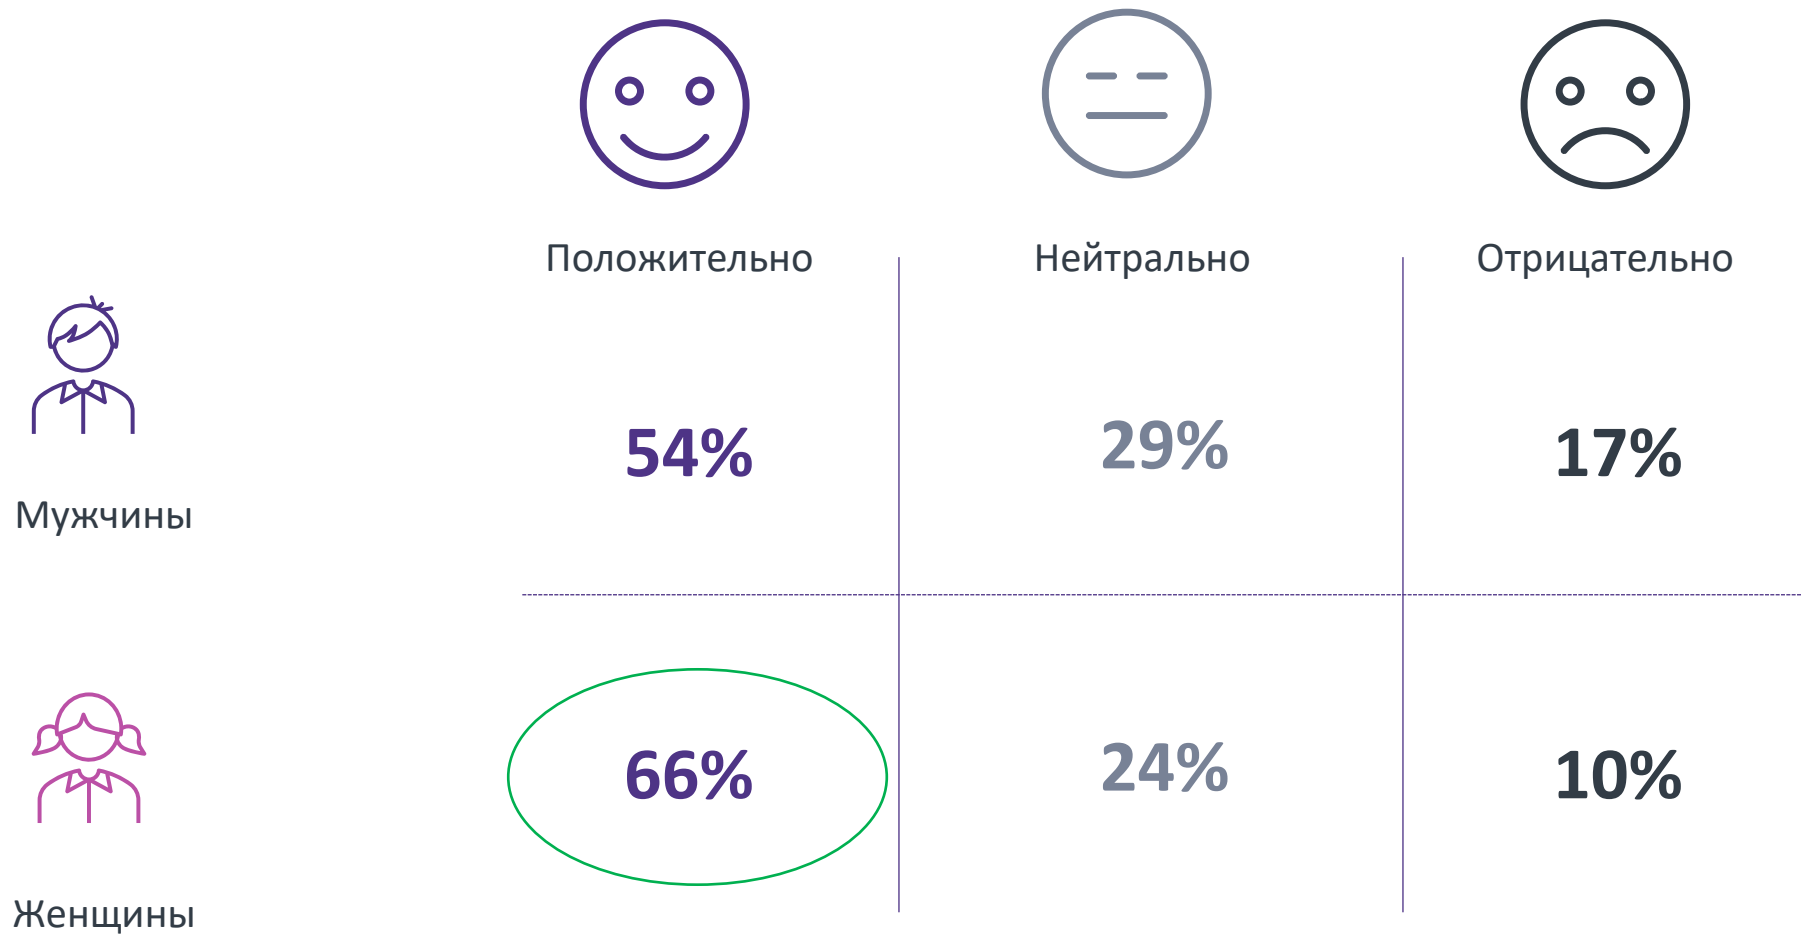 Положительно Нейтрально Отрицательно
54% 29% 17%
Мужчины
66% 24% 10%
Женщины